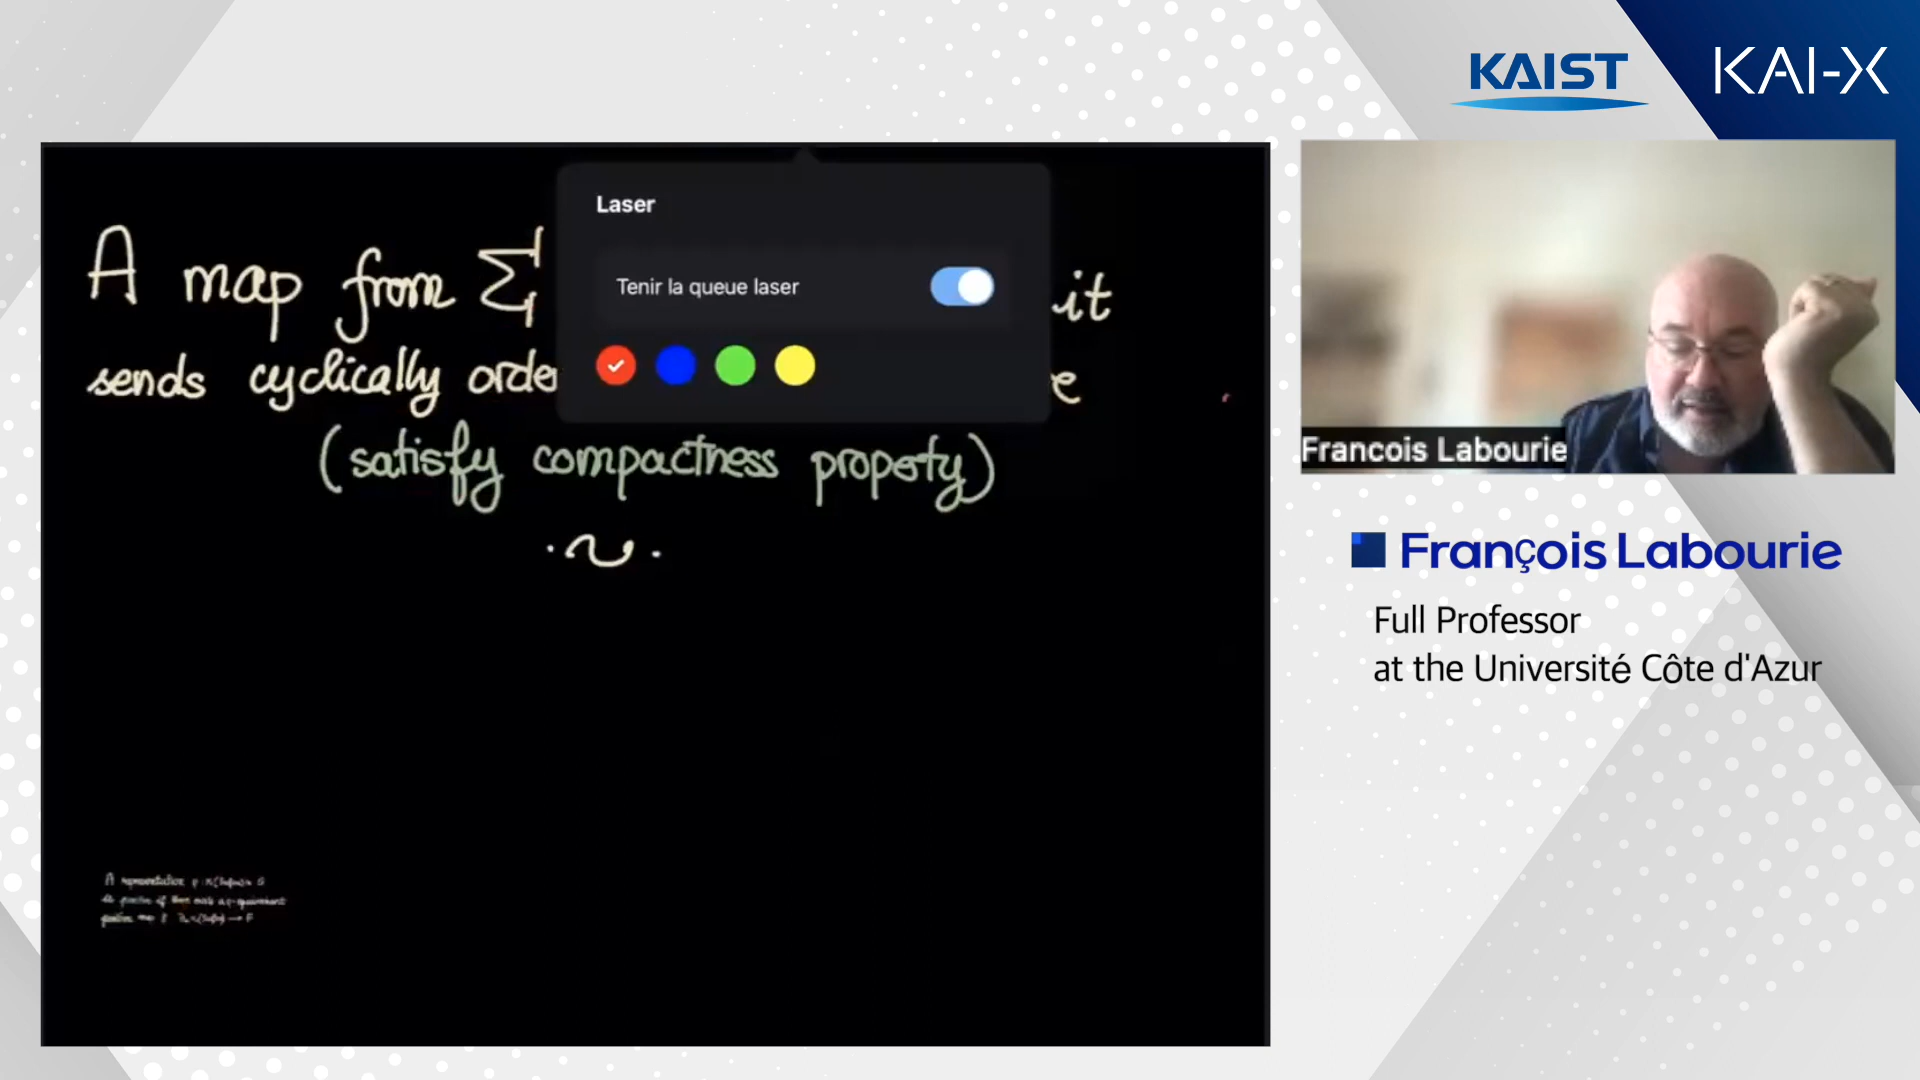 KAIST KAI-X
Laser
Tenir la queue laser
A map from Σ it
sends cyclically orde e
(satisfy compactness propety)
Francois Labourie
François Labourie
Full Professor
at the Université Côte d'Azur
A